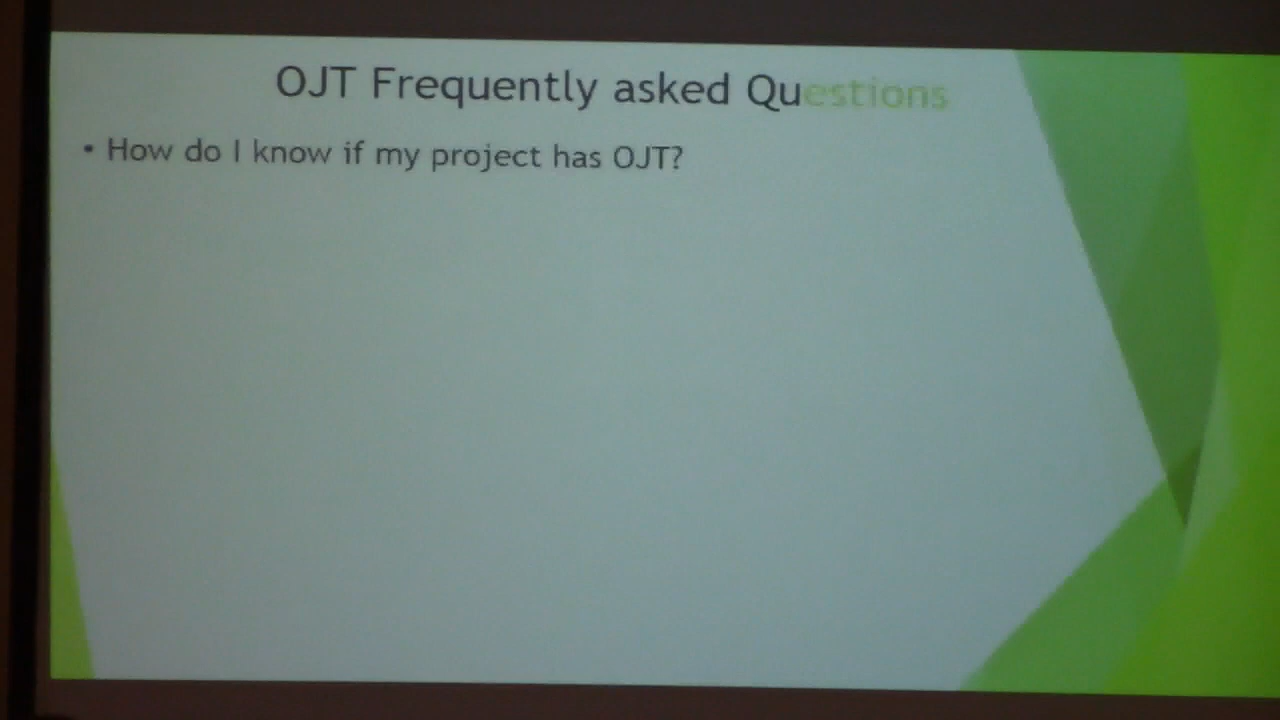 OJT Frequently asked Questions
• How do I know if my project has OJT?